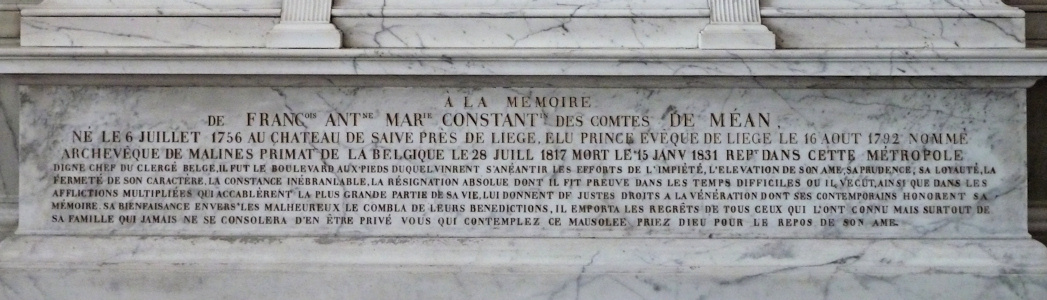 A LA MEMOIRE
DE FRANÇOIS ANTNE MARIE CONSTANTIN DES COMTES DE MÉAN,
NÉ LE 6 JUILLET 1756 AU CHATEAU DE SAIVE PRÈS DE LIEGE, ELU PRINCE EVÉQUE DE LIEGE LE 16 AOUT 1792 NOMMÉ
ARCHEVÉQUE DE MALINES PRIMAT DE LA BELGIQUE LE 28 JUILL 1817 MORT LE 15 JANV 1831 REPR DANS CETTE MÉTROPOLE
DIGNE CHEF DU CLERGÉ BELGE, IL FUT LE BOULEVARD AUX PIEDS DUQUEL VINRENT S'ANÉANTIR LES EFFORTS DE L'IMPIÉTÉ, L'ELEVATION DE SON AME, SA PRUDENCE, SA LOYAUTÉ, LA
FERMETÉ DE SON CARACTÈRE, LA CONSTANCE INÉBRANLABLE, LA RÉSIGNATION ABSOLUE DONT IL FIT PREUVE DANS LES TEMPS DIFFICILES OU IL VÉCUT, AINSI QUE DANS LES
AFFLICTIONS MULTIPLIÉES QUI ACCABLÈRENT LA PLUS GRANDE PARTIE DE SA VIE, LUI DONNENT DE JUSTES DROITS A LA VÉNÉRATION DONT SES CONTEMPORAINS HONORENT SA
MÉMOIRE. SA BIENFAISANCE ENVERS LES MALHEUREUX LE COMBLA DE LEURS BENEDICTIONS, IL EMPORTA LES REGRÊTS DE TOUS CEUX QUI L'ONT CONNU MAIS SURTOUT DE
SA FAMILLE QUI JAMAIS NE SE CONSOLERA D'EN ÊTRE PRIVÉ VOUS QUI CONTEMPLEZ CE MAUSOLEE PRIEZ DIEU POUR LE REPOS DE SON AME